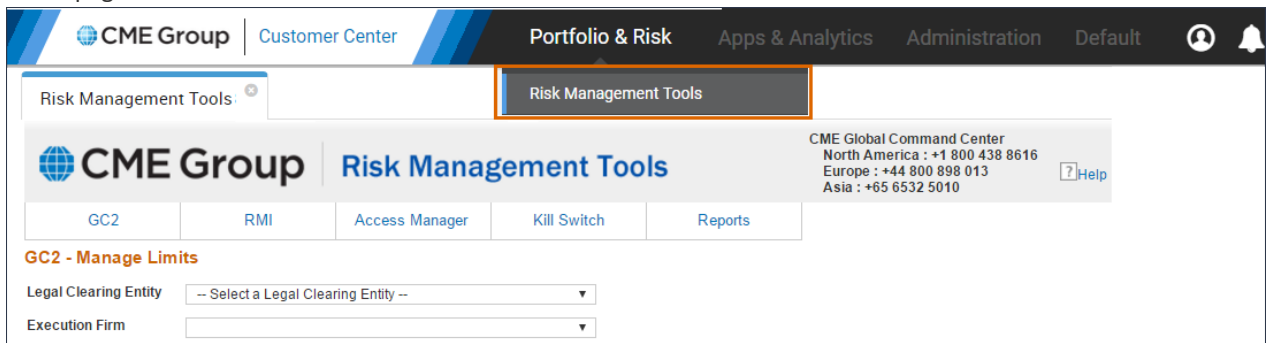 CME Group Customer Center Portfolio & Risk Apps & Analytics Administration Default
Risk Management Tools
Risk Management Tools
CME Group Risk Management Tools
CME Global Command Center
North America : +1 800 438 8616
Europe : +44 800 898 013
Asia : +65 6532 5010
? Help
GC2 RMI Access Manager Kill Switch Reports
GC2 - Manage Limits
Legal Clearing Entity -- Select a Legal Clearing Entity --
Execution Firm